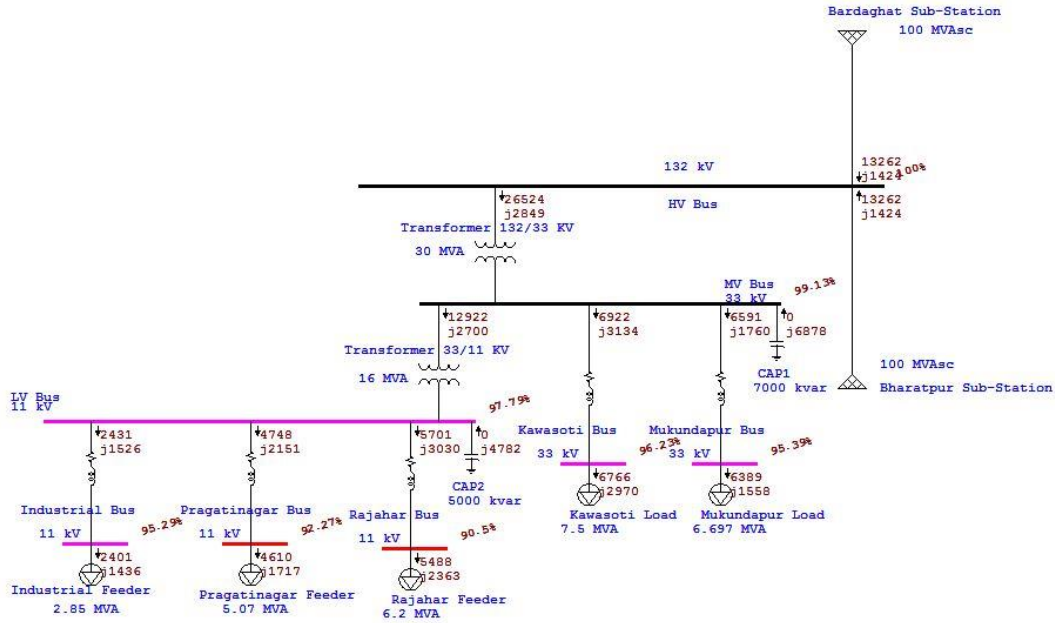 Bardaghat Sub-Station
100 MVAsc
132 kV
13262
j1424
100%
HV Bus
13262
j1424
26524
j2849
Transformer 132/33 KV
30 MVA
MV Bus
33 kV
99.13%
12922
j2700
6922
j3134
6591
j1760
0
j6878
Transformer 33/11 KV
16 MVA
CAP1
7000 kvar
100 MVAsc
Bharatpur Sub-Station
LV Bus
11 kV
97.79%
2431
j1526
4748
j2151
5701
j3030
0
j4782
CAP2
5000 kvar
Kawasoti Bus
33 kV
96.23%
Mukundapur Bus
33 kV
95.39%
6766
j2970
6389
j1558
Kawasoti Load
7.5 MVA
Mukundapur Load
6.697 MVA
Industrial Bus
11 kV
95.29%
Pragatinagar Bus
11 kV
92.27%
Rajahar Bus
11 kV
90.5%
2401
j1436
4610
j1717
5488
j2363
Industrial Feeder
2.85 MVA
Pragatinagar Feeder
5.07 MVA
Rajahar Feeder
6.2 MVA